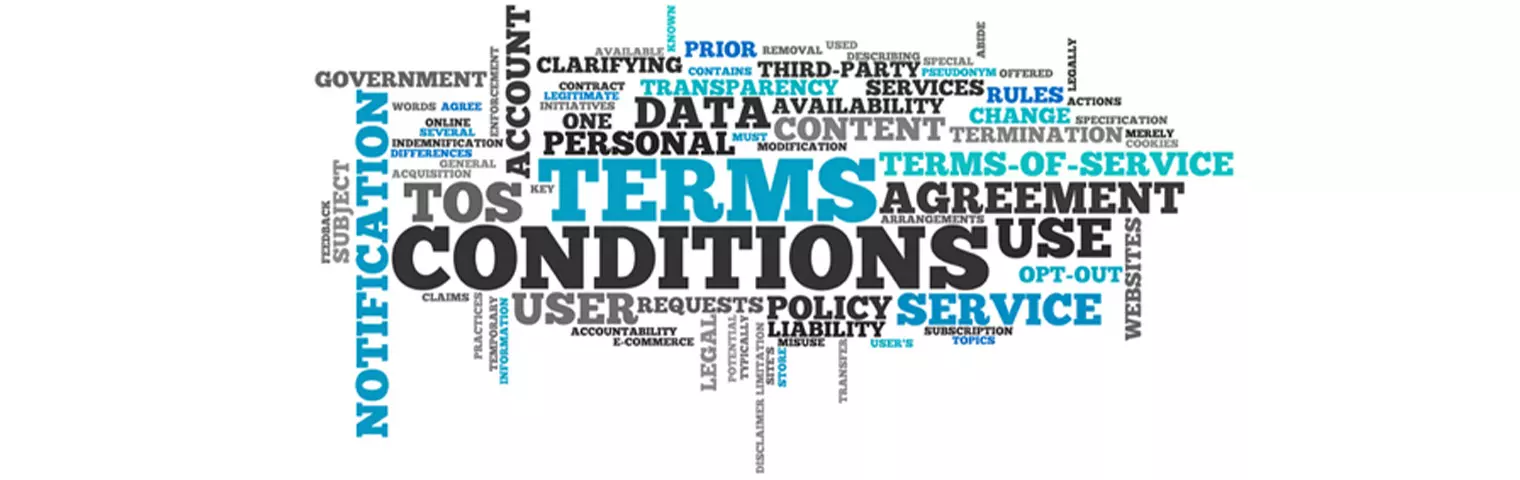 KNOWN
ABIDE
ACCOUNT
AVAILABLE
PRIOR
REMOVAL
USED
DESCRIBING
LEGALLY
CLARIFYING
CONTAINS
THIRD-PARTY
SPECIAL
PSEUDONYM
OFFERED
GOVERNMENT
ENFORCEMENT
CONTRACT
LEGITIMATE
INITIATIVES
TRANSPARENCY
SERVICES
RULES
ACTIONS
WORDS
AGREE
ONE
DATA
AVAILABILITY
CHANGE
SPECIFICATION
ONLINE
SEVERAL
INDEMNIFICATION
DIFFERENCES
PERSONAL
MUST
CONTENT
TERMINATION
MERELY
COOKIES
MODIFICATION
GENERAL
ACQUISITION
NOTIFICATION
SUBJECT
FEEDBACK
TOS
KEY
TERMS
TERMS-OF-SERVICE
AGREEMENT
ARRANGEMENTS
CONDITIONS
USE
OPT-OUT
WEBSITES
CLAIMS
PRACTICES
TEMPORARY
INFORMATION
USER
REQUESTS
POLICY
SERVICE
ACCOUNTABILITY
E-COMMERCE
LIABILITY
SUBSCRIPTION
MISUSE
USER'S
TOPICS
LEGAL
POTENTIAL
TYPICALLY
LIMITATION
DISCLAIMER
SITE'S
STORE
TRANSFER